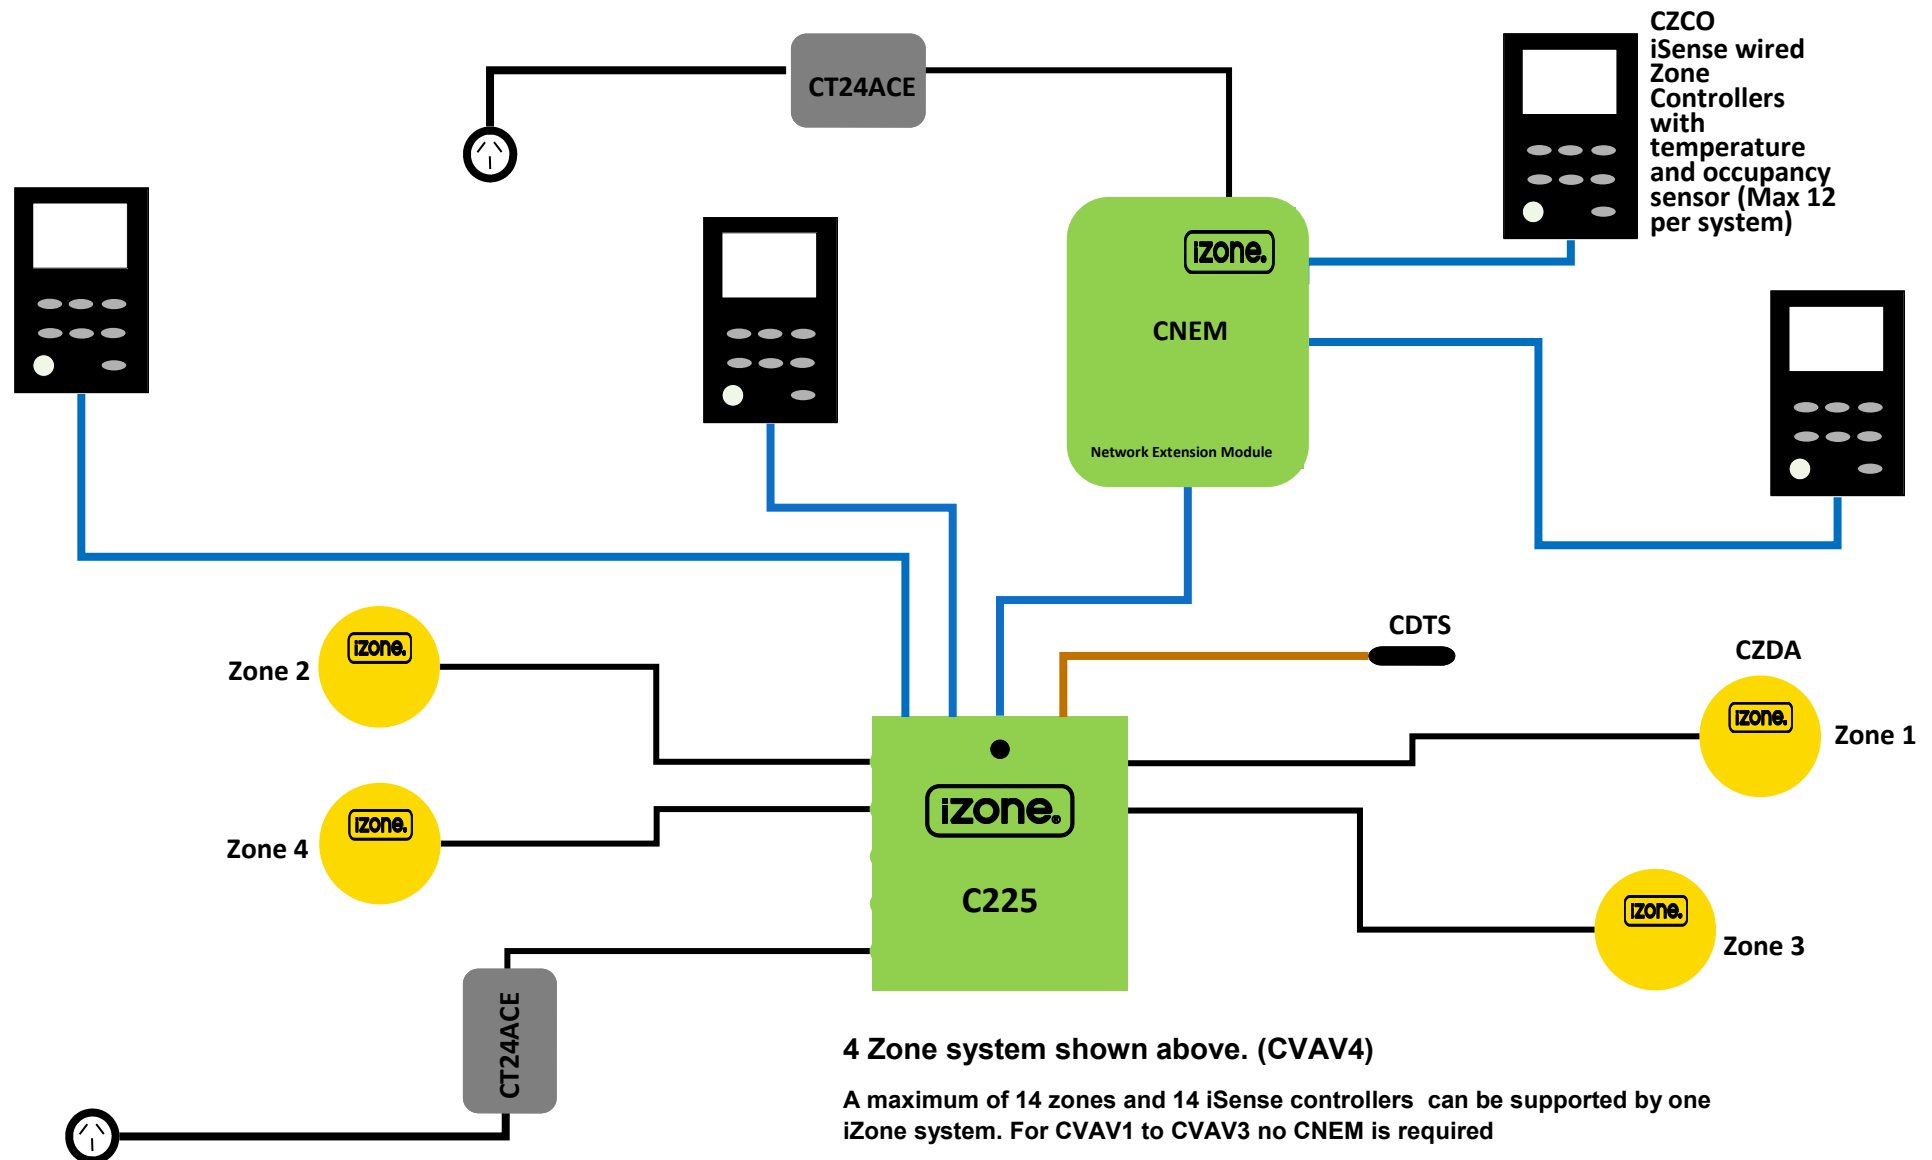 CZCO
iSense wired
Zone
Controllers
with
temperature
and occupancy
sensor (Max 12
per system)
CT24ACE
izone.
CNEM
Network Extension Module
CDTS
CZDA
izone.
Zone 2
izone.
Zone 1
izone.
Zone 4
izone.®
C225
izone.
Zone 3
CT24ACE
4 Zone system shown above. (CVAV4)
A maximum of 14 zones and 14 iSense controllers can be supported by one
iZone system. For CVAV1 to CVAV3 no CNEM is required